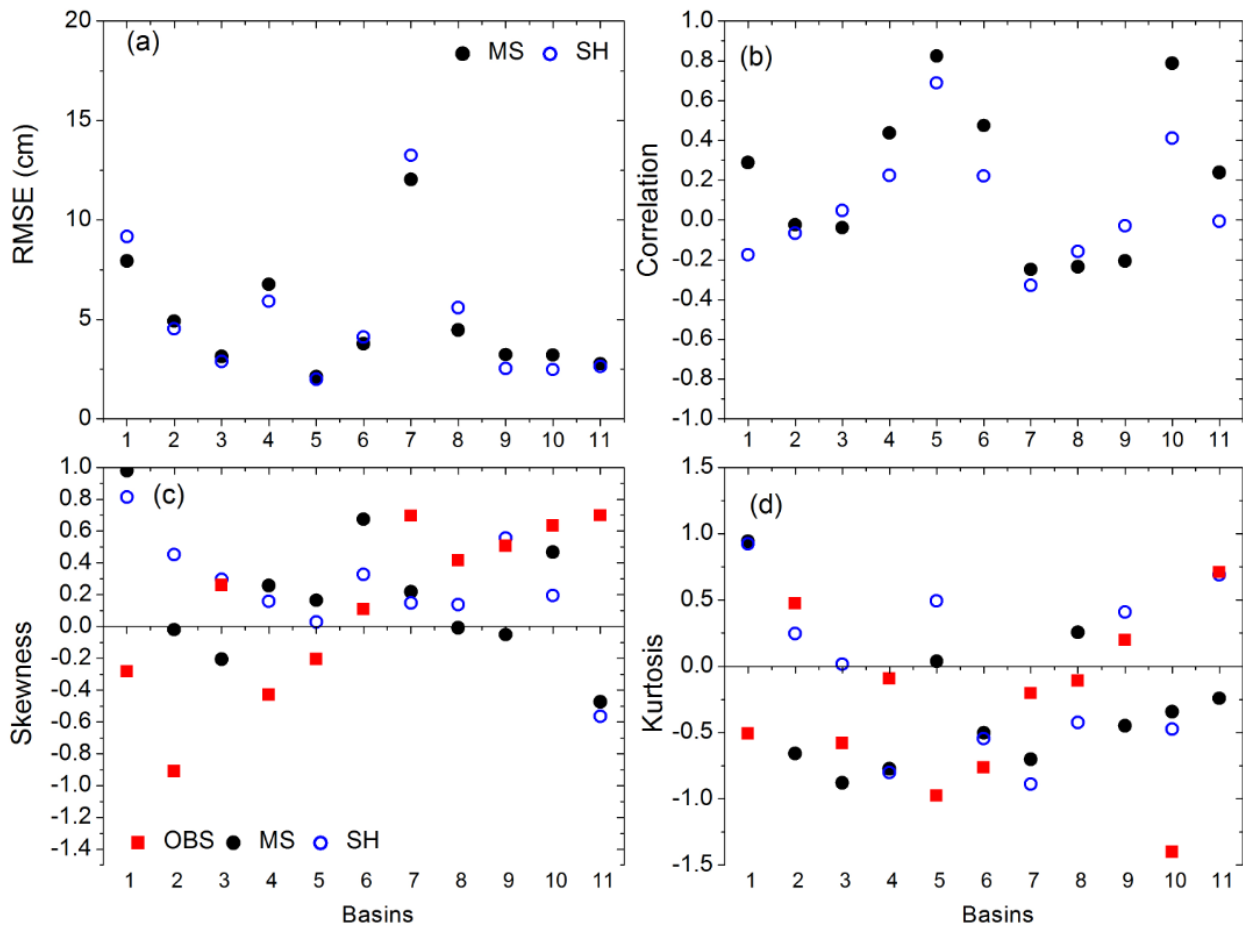 (a) MS SH
RMSE (cm)
20
15
10
5
0
1 2 3 4 5 6 7 8 9 10 11
(b)
Correlation
1.0
0.8
0.6
0.4
0.2
0.0
-0.2
-0.4
-0.6
-0.8
-1.0
1 2 3 4 5 6 7 8 9 10 11
(c)
Skewness
1.0
0.8
0.6
0.4
0.2
0.0
-0.2
-0.4
-0.6
-0.8
-1.0
-1.2
-1.4
OBS MS SH
1 2 3 4 5 6 7 8 9 10 11
Basins
(d)
Kurtosis
1.5
1.0
0.5
0.0
-0.5
-1.0
-1.5
1 2 3 4 5 6 7 8 9 10 11
Basins